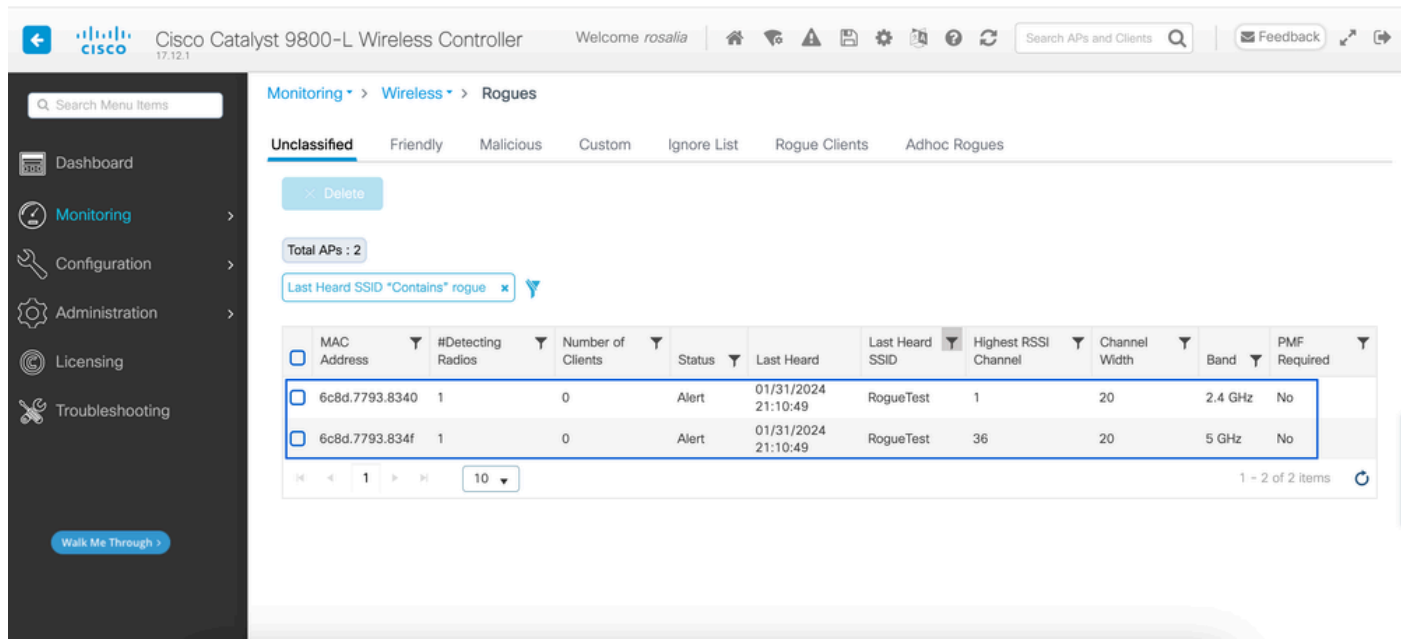 CISCO
Cisco Catalyst 9800-L Wireless Controller
17.12.1
Welcome rosalia
Search APs and Clients
Feedback
Search Menu Items
Dashboard
Monitoring
Configuration
Administration
Licensing
Troubleshooting
Walk Me Through >
Monitoring > Wireless > Rogues
Unclassified Friendly Malicious Custom Ignore List Rogue Clients Adhoc Rogues
× Delete
Total APs : 2
Last Heard SSID "Contains" rogue ×
MAC Address #Detecting Radios Number of Clients Status Last Heard Last Heard SSID Highest RSSI Channel Channel Width Band PMF Required
6c8d.7793.8340 1 0 Alert 01/31/2024 21:10:49 RogueTest 1 20 2.4 GHz No
6c8d.7793.834f 1 0 Alert 01/31/2024 21:10:49 RogueTest 36 20 5 GHz No
1 10 1 - 2 of 2 items